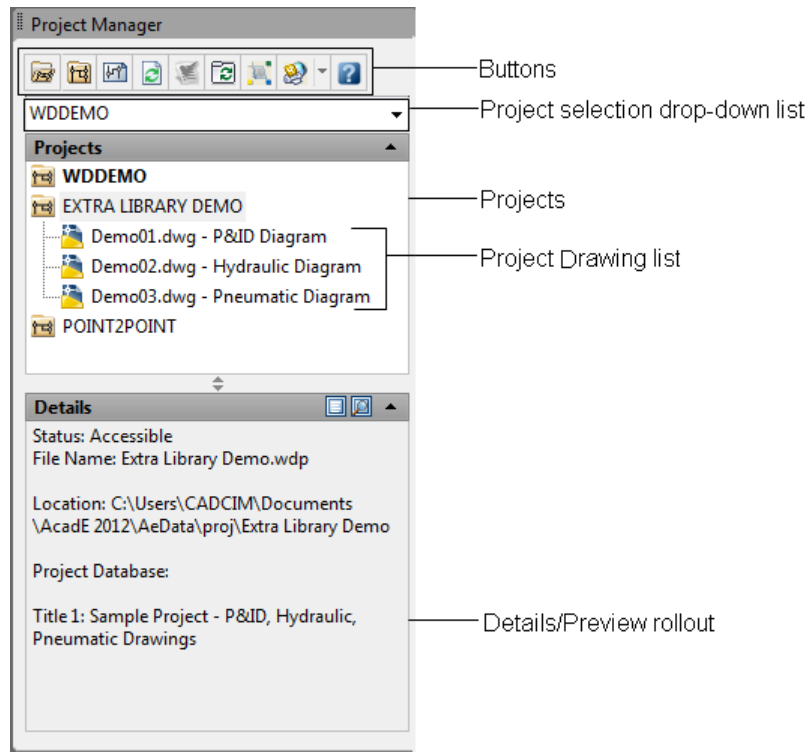 Project Manager
Buttons
WDDEMO
Project selection drop-down list
Projects
WDDEMO
EXTRA LIBRARY DEMO
Projects
Demo01.dwg - P&ID Diagram
Demo02.dwg - Hydraulic Diagram
Project Drawing list
Demo03.dwg - Pneumatic Diagram
POINT2POINT
Details
Status: Accessible
File Name: Extra Library Demo.wdp
Location: C:\Users\CADCIM\Documents
\AcadE 2012\AeData\proj\Extra Library Demo
Project Database:
Title 1: Sample Project - P&ID, Hydraulic,
Pneumatic Drawings
Details/Preview rollout